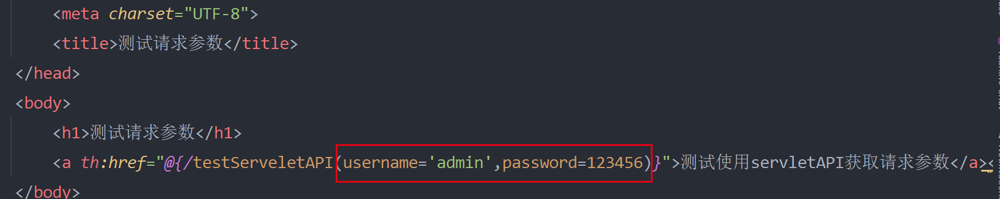 <meta charset="UTF-8">
<title>测试请求参数</title>
</head>
<body>
<h1>测试请求参数</h1>
<a th:href="@{/testServeletAPI(username='admin',password=123456)}">测试使用servletAPI获取请求参数</a><
</body>